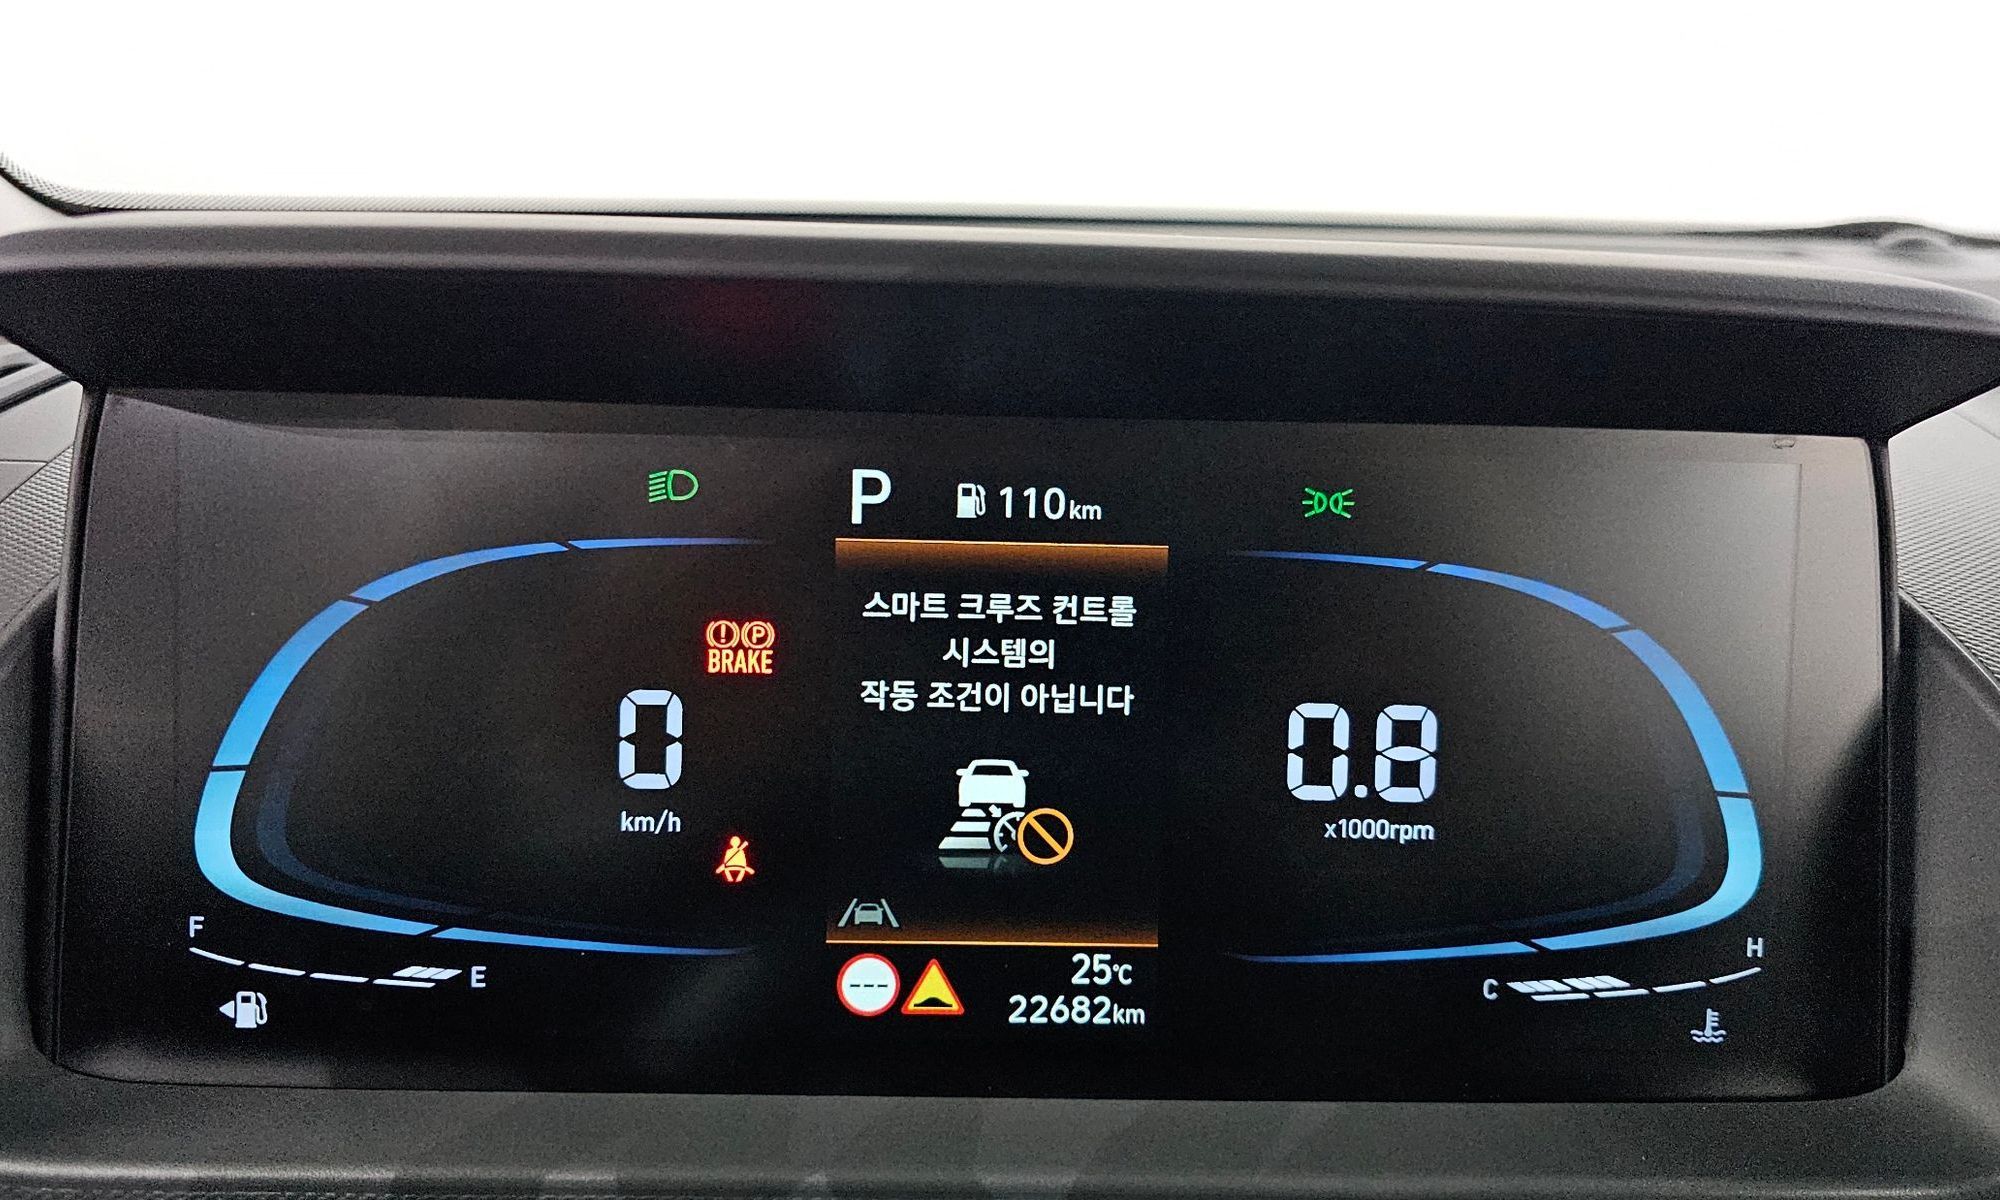 P 110km
스마트 크루즈 컨트롤
시스템의
작동 조건이 아닙니다
BRAKE
0
km/h
0.8
x1000rpm
F
E
C
H
---
25℃
22682km